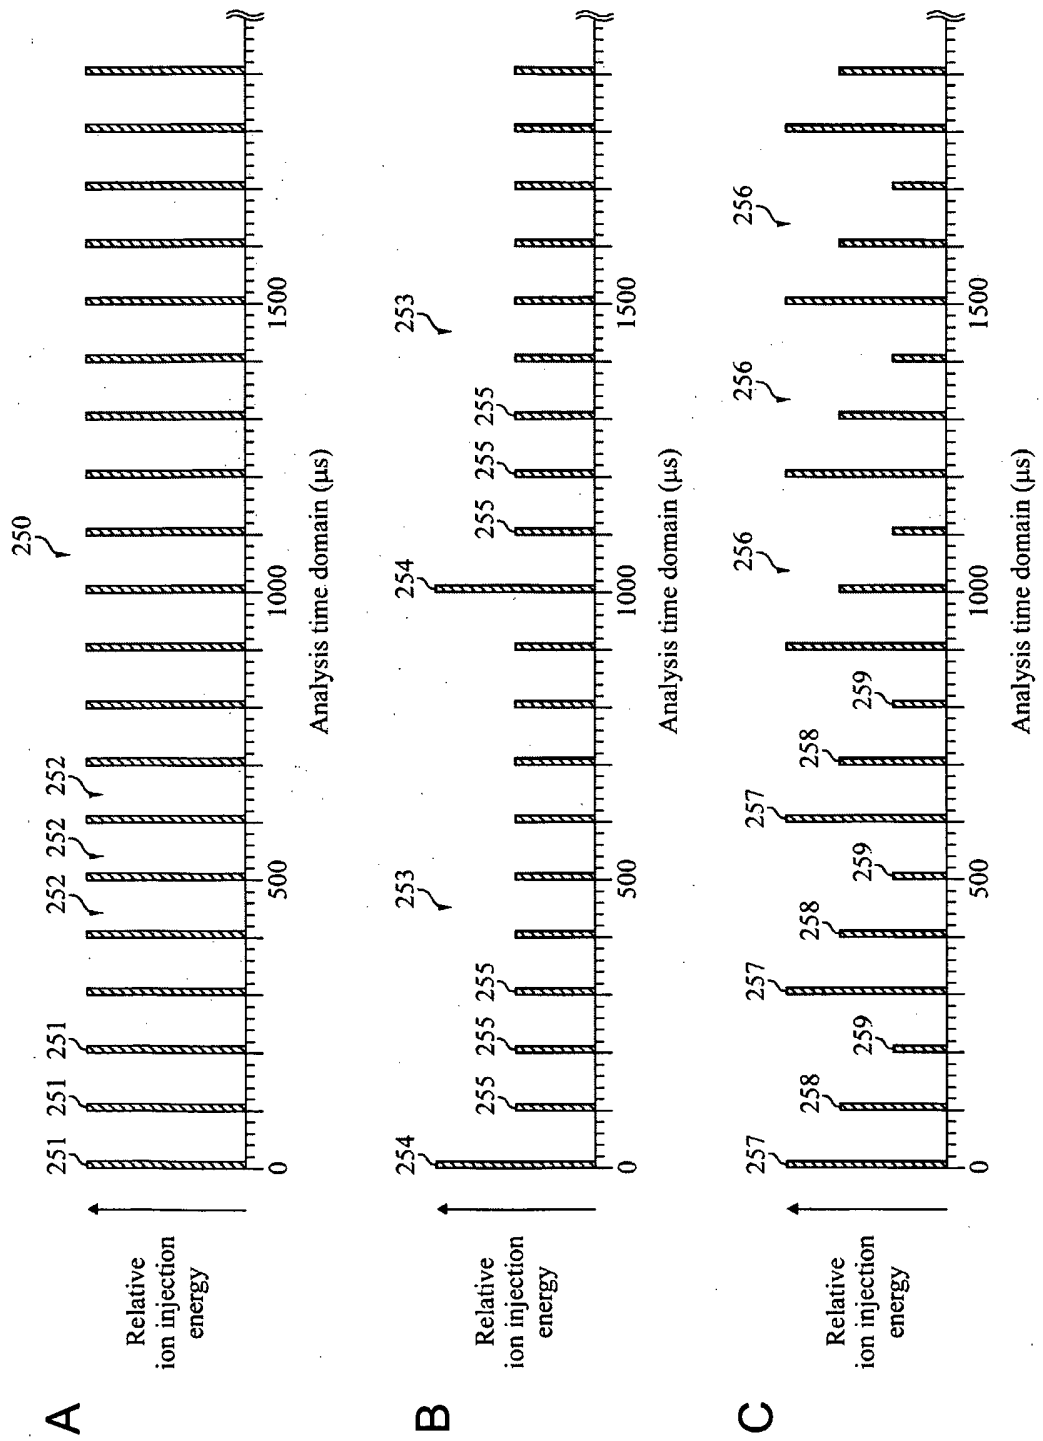 A
Relative
ion injection
energy
250
251
251
251
252
252
252
0
500
1000
1500
Analysis time domain (μs)
B
Relative
ion injection
energy
253
253
254
255
255
255
254
255
255
255
0
500
1000
1500
Analysis time domain (μs)
C
Relative
ion injection
energy
256
256
256
257
258
259
257
258
259
257
258
259
0
500
1000
1500
Analysis time domain (μs)